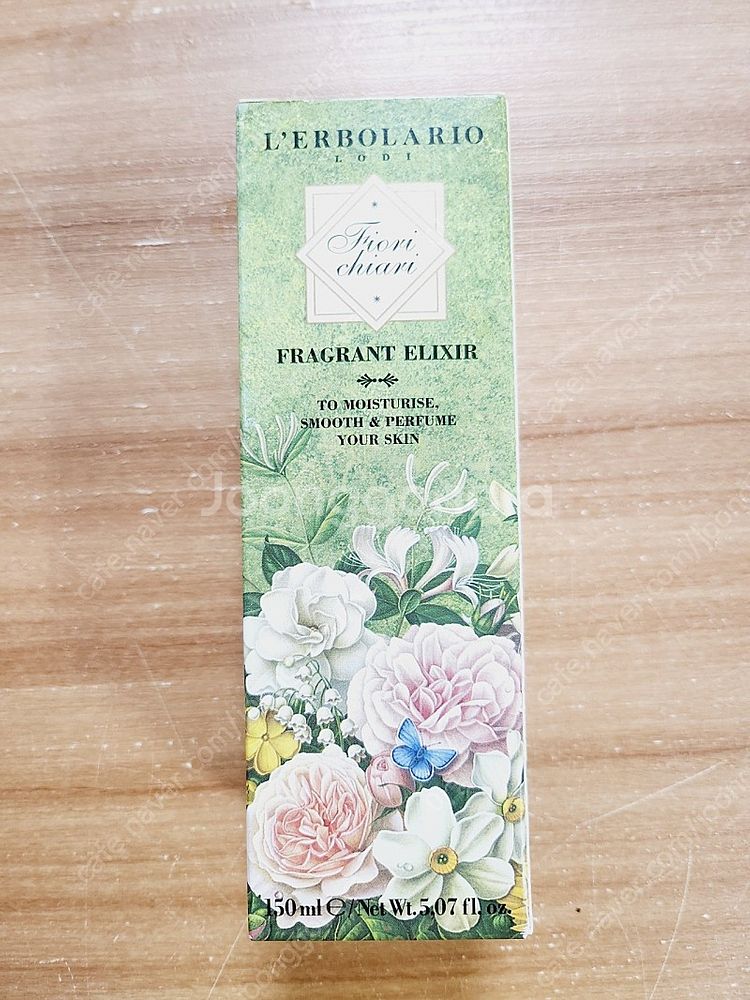 L'ERBOLARIO
LODI
Fiori
chiari
FRAGRANT ELIXIR
TO MOISTURISE,
SMOOTH & PERFUME
YOUR SKIN
150 ml ℮/Net Wt. 5.07 fl. oz.